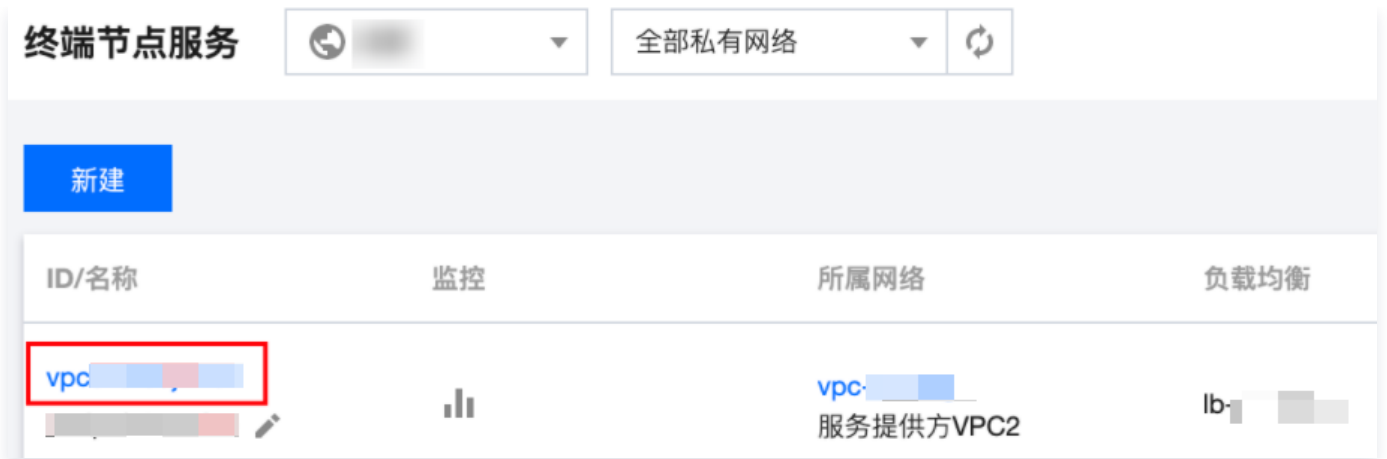 终端节点服务 全部私有网络
新建
ID/名称 监控 所属网络 负载均衡
vpc vpc- lb-
服务提供方VPC2